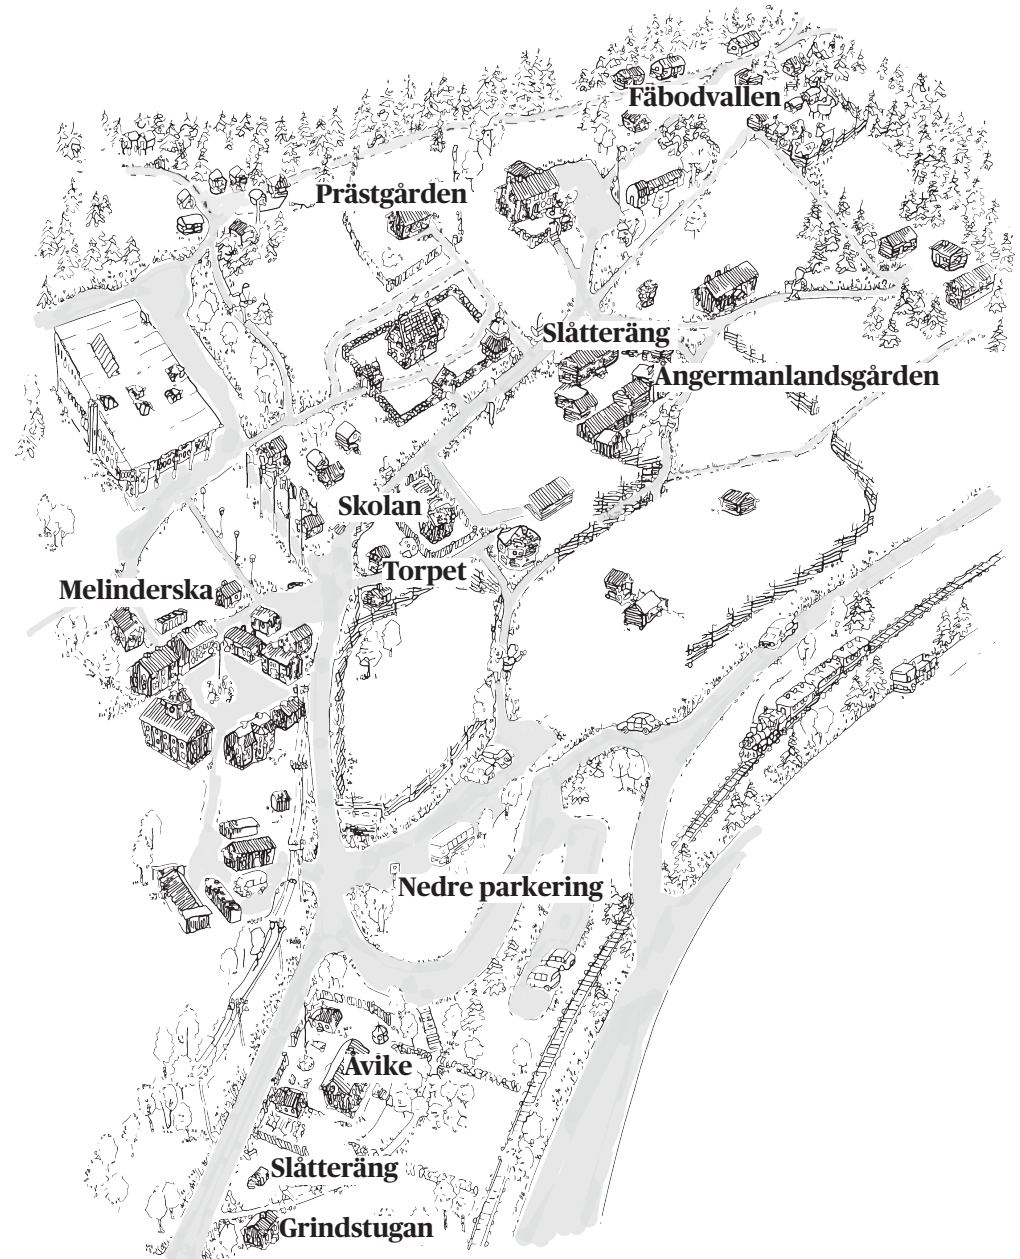 Fäbodvallen
Prästgården
Slåtteräng
Ångermanlandsgården
Skolan
Torpet
Melinderska
Nedre parkering
Åvike
Slåtteräng
Grindstugan